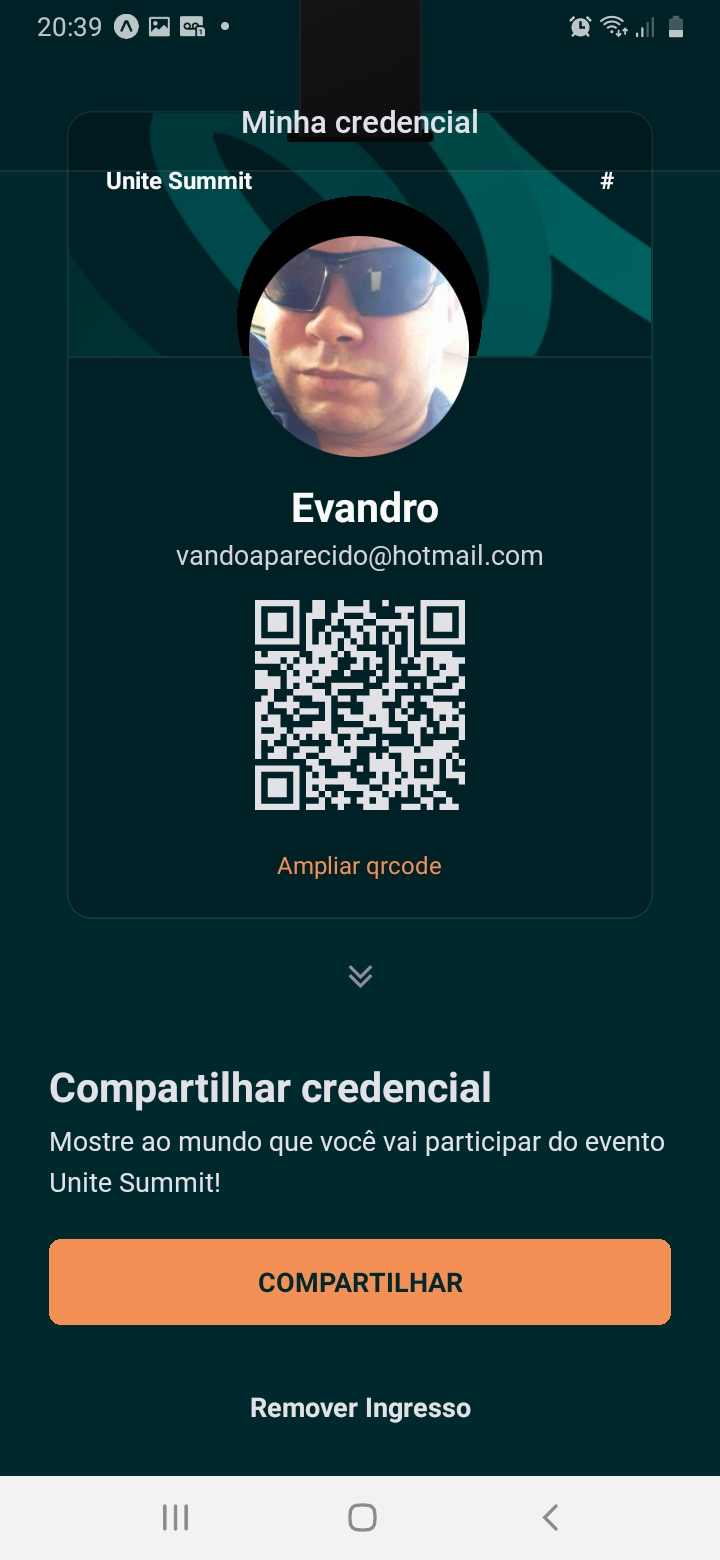 20:39
Minha credencial
Unite Summit #
Evandro
vandoaparecido@hotmail.com
Ampliar qrcode
Compartilhar credencial
Mostre ao mundo que você vai participar do evento
Unite Summit!
COMPARTILHAR
Remover Ingresso